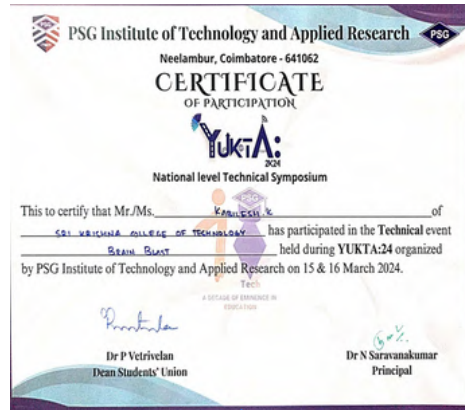 PSG Institute of Technology and Applied Research
PSG
Neelambur, Coimbatore - 641062
CERTIFICATE
OF PARTICIPATION
YUKTA:
2K24
National level Technical Symposium
This to certify that Mr./Ms. KABILESH.K of
SRI KRISHNA COLLEGE OF TECHNOLOGY has participated in the Technical event
BRAIN BLAST held during YUKTA:24 organized
by PSG Institute of Technology and Applied Research on 15 & 16 March 2024.
PSG
Tech
A DECADE OF EMINENCE IN
EDUCATION
Dr P Vetrivelan
Dean Students' Union
Dr N Saravanakumar
Principal